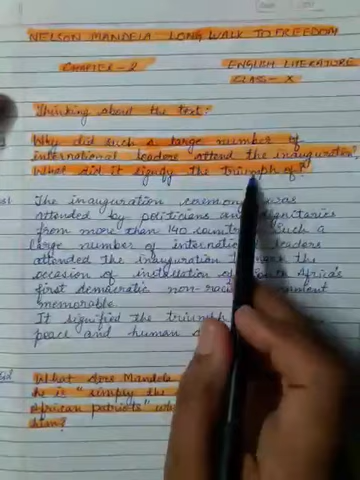 NELSON MANDELA LONG WALK TO FREEDOM
CHAPTER-2 ENGLISH LITERATURE
CLASS-X
Thinking about the text:
Why did such a large number of
international leaders attend the inauguration?
What did it signify the triumph of?
The inauguration ceremony was
attended by politicians and dignitaries
from more than 140 countries. Such a
large number of international leaders
attended the inauguration to mark the
occasion of installation of South Africa's
first democratic non-racial government
memorable.
It signified the triumph
peace and human
What does Mandela
he is "simply the
African patriots" who
him?